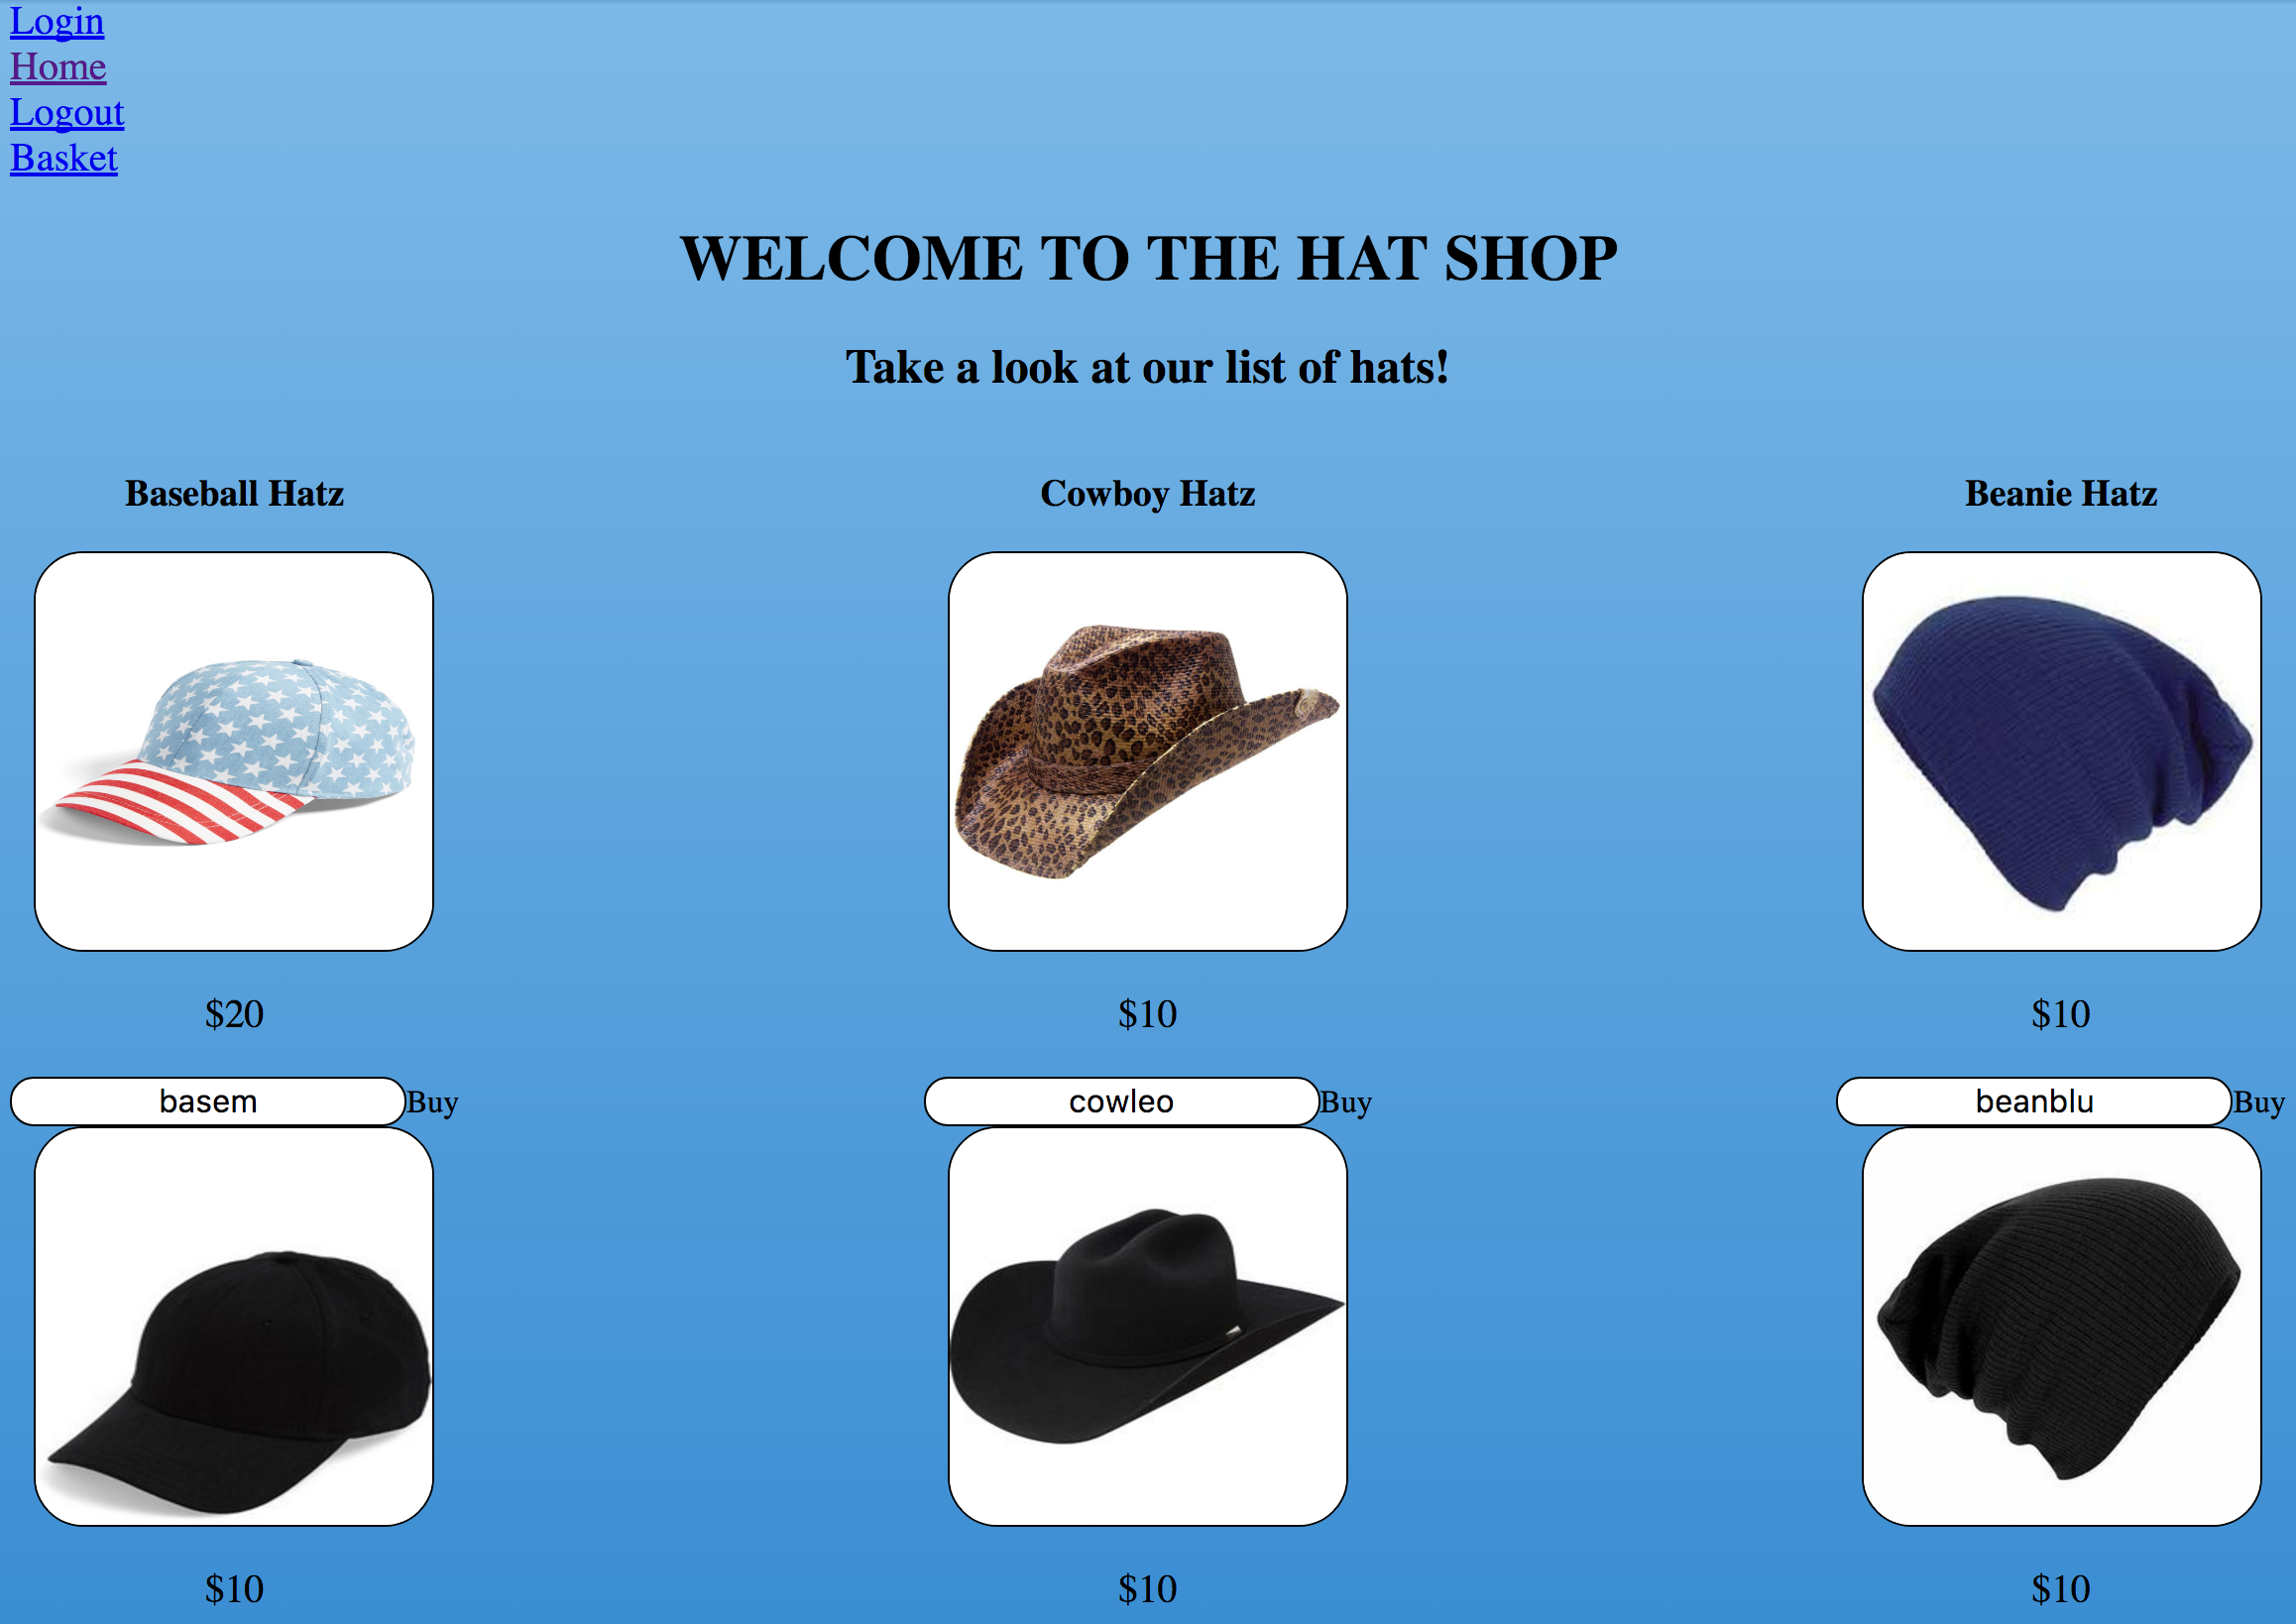 Login
Home
Logout
Basket
WELCOME TO THE HAT SHOP
Take a look at our list of hats!
Baseball Hatz
Cowboy Hatz
Beanie Hatz
$20
$10
$10
basem Buy
cowleo Buy
beanblu Buy
$10
$10
$10